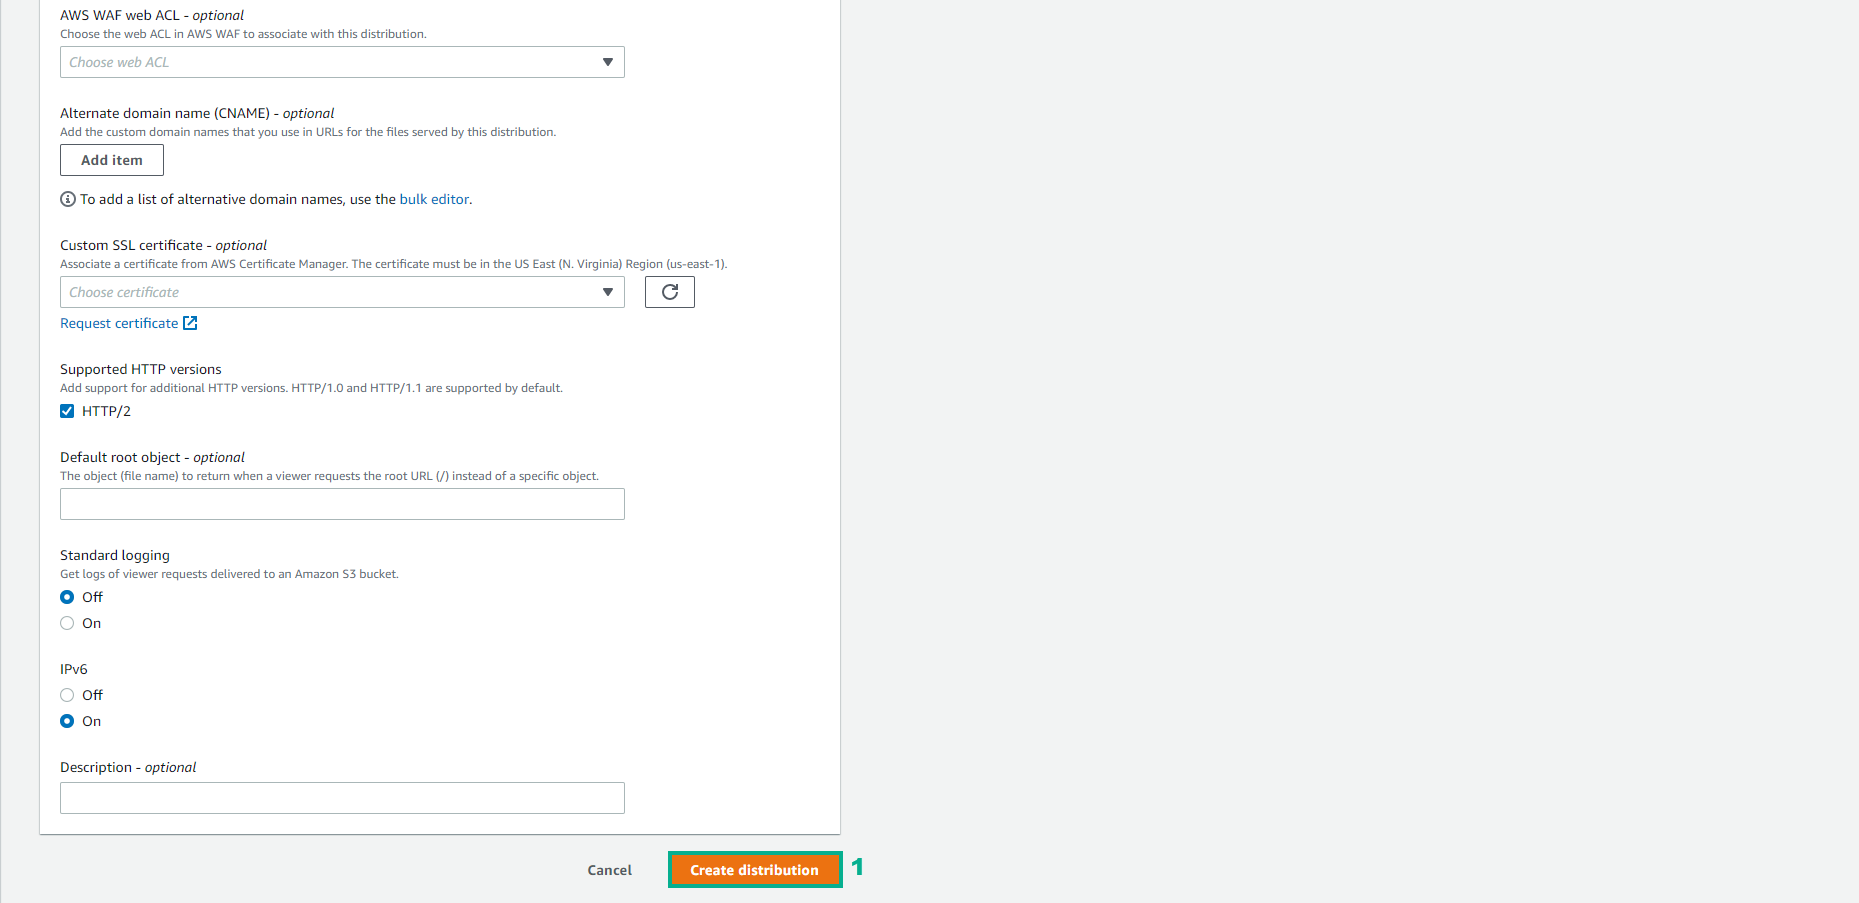 AWS WAF web ACL - optional
Choose the web ACL in AWS WAF to associate with this distribution.
Choose web ACL
Alternate domain name (CNAME) - optional
Add the custom domain names that you use in URLs for the files served by this distribution.
Add item
To add a list of alternative domain names, use the bulk editor.
Custom SSL certificate - optional
Associate a certificate from AWS Certificate Manager. The certificate must be in the US East (N. Virginia) Region (us-east-1).
Choose certificate
Request certificate
Supported HTTP versions
Add support for additional HTTP versions. HTTP/1.0 and HTTP/1.1 are supported by default.
HTTP/2
Default root object - optional
The object (file name) to return when a viewer requests the root URL (/) instead of a specific object.
Standard logging
Get logs of viewer requests delivered to an Amazon S3 bucket.
Off
On
IPv6
Off
On
Description - optional
Cancel
Create distribution
1